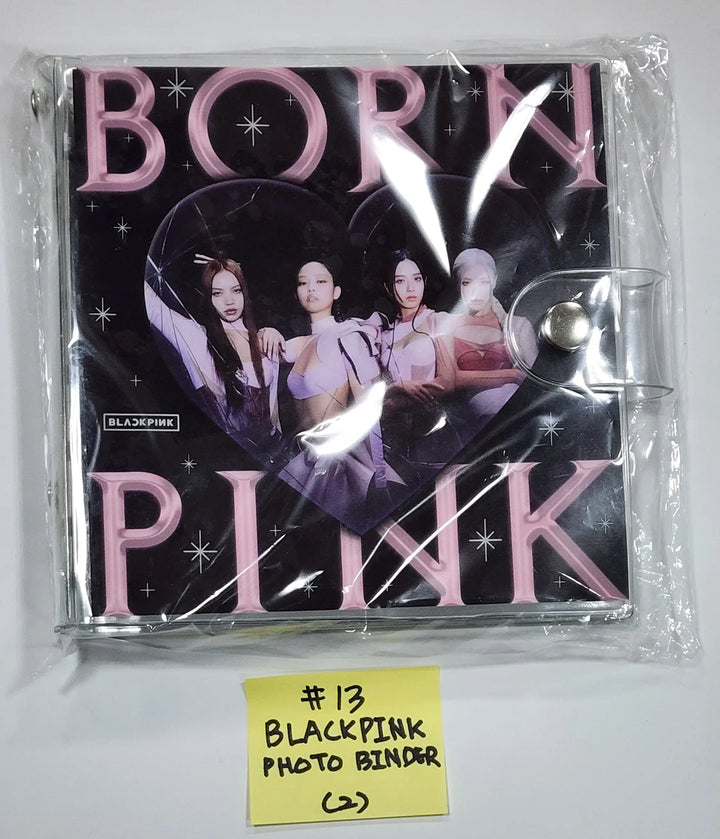 BORN
BLACKPINK
PINK
#13
BLACKPINK
PHOTO BINDER
(2)